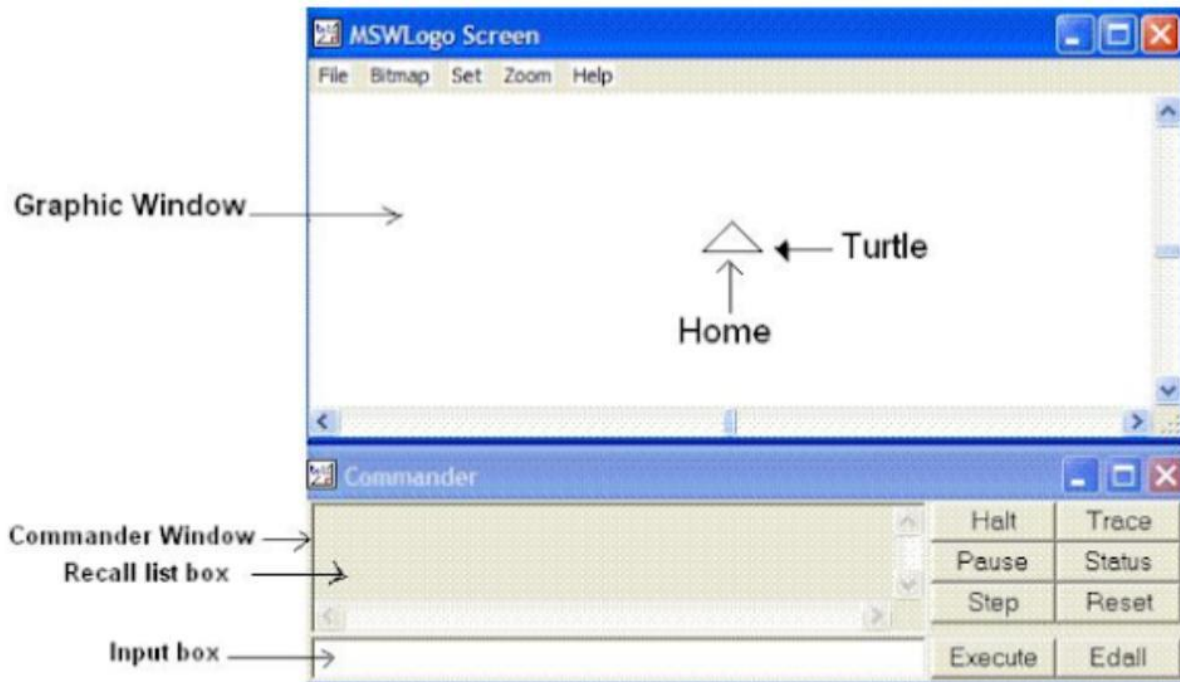 MSWLogo Screen
File Bitmap Set Zoom Help
Graphic Window
Turtle
Home
Commander
Commander Window
Recall list box
Input box
Halt Trace
Pause Status
Step Reset
Execute Edall